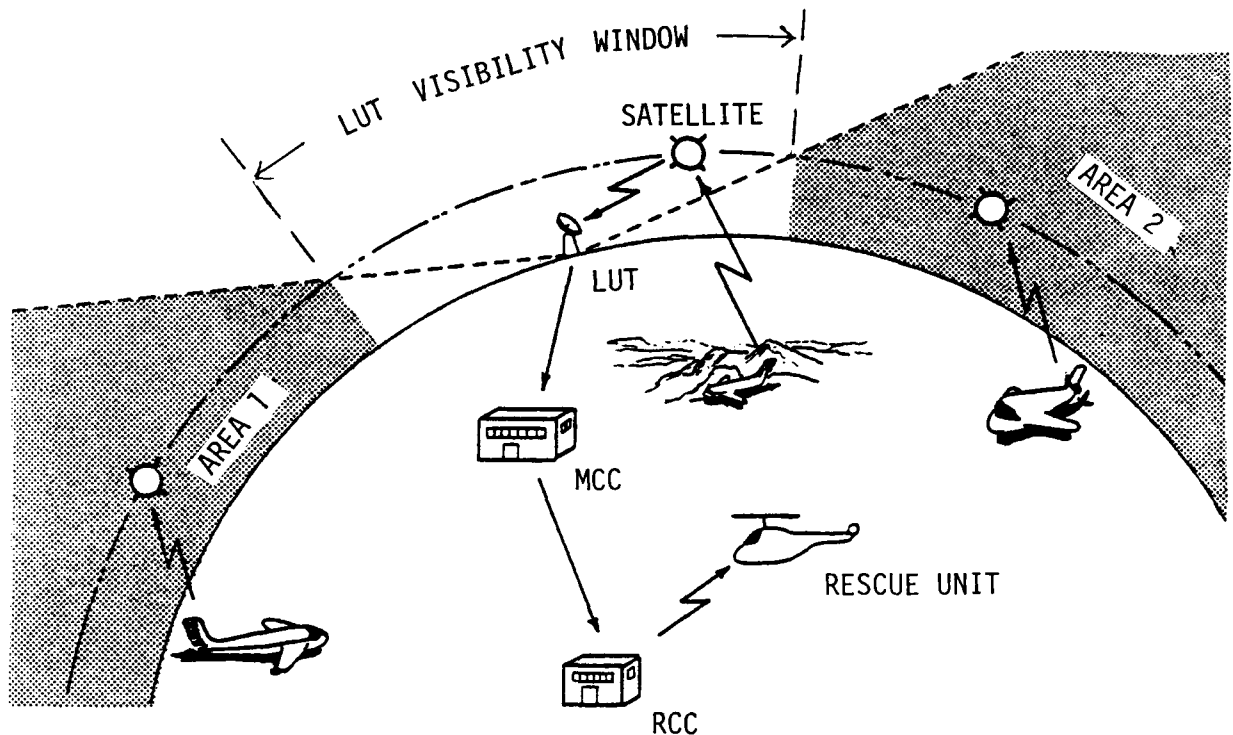 LUT VISIBILITY WINDOW
SATELLITE
AREA 2
LUT
AREA 1
MCC
RESCUE UNIT
RCC